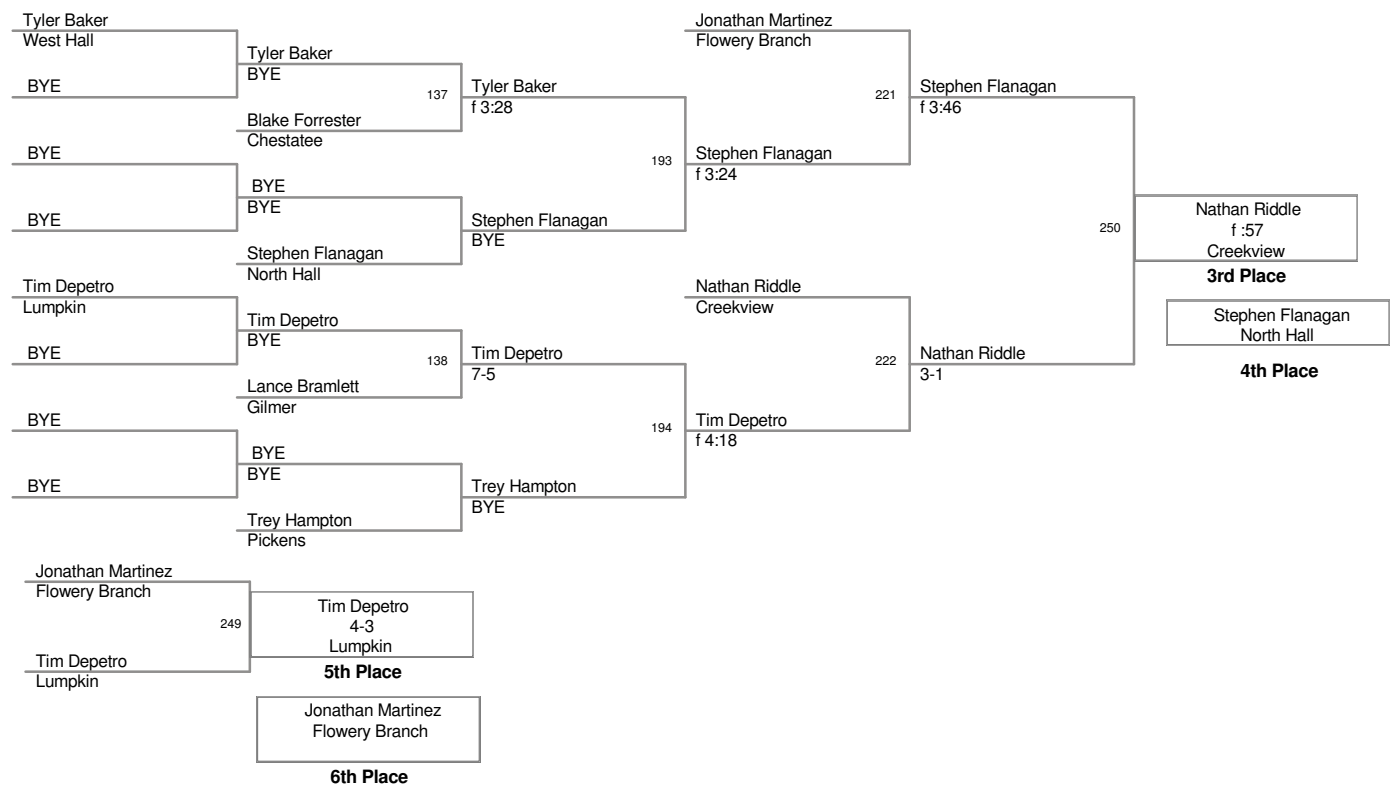 Tyler Baker
West Hall
BYE
BYE
BYE
Tim Depetro
Lumpkin
BYE
BYE
BYE
Tyler Baker
BYE
137
Blake Forrester
Chestatee
BYE
BYE
Stephen Flanagan
North Hall
Tim Depetro
BYE
138
Lance Bramlett
Gilmer
BYE
BYE
Trey Hampton
Pickens
Tyler Baker
f 3:28
193
Stephen Flanagan
BYE
Tim Depetro
7-5
194
Trey Hampton
BYE
Jonathan Martinez
Flowery Branch
221
Stephen Flanagan
f 3:24
Nathan Riddle
Creekview
222
Tim Depetro
f 4:18
Stephen Flanagan
f 3:46
250
Nathan Riddle
3-1
Nathan Riddle
f :57
Creekview
3rd Place
Stephen Flanagan
North Hall
4th Place
Jonathan Martinez
Flowery Branch
249
Tim Depetro
Lumpkin
Tim Depetro
4-3
Lumpkin
5th Place
Jonathan Martinez
Flowery Branch
6th Place